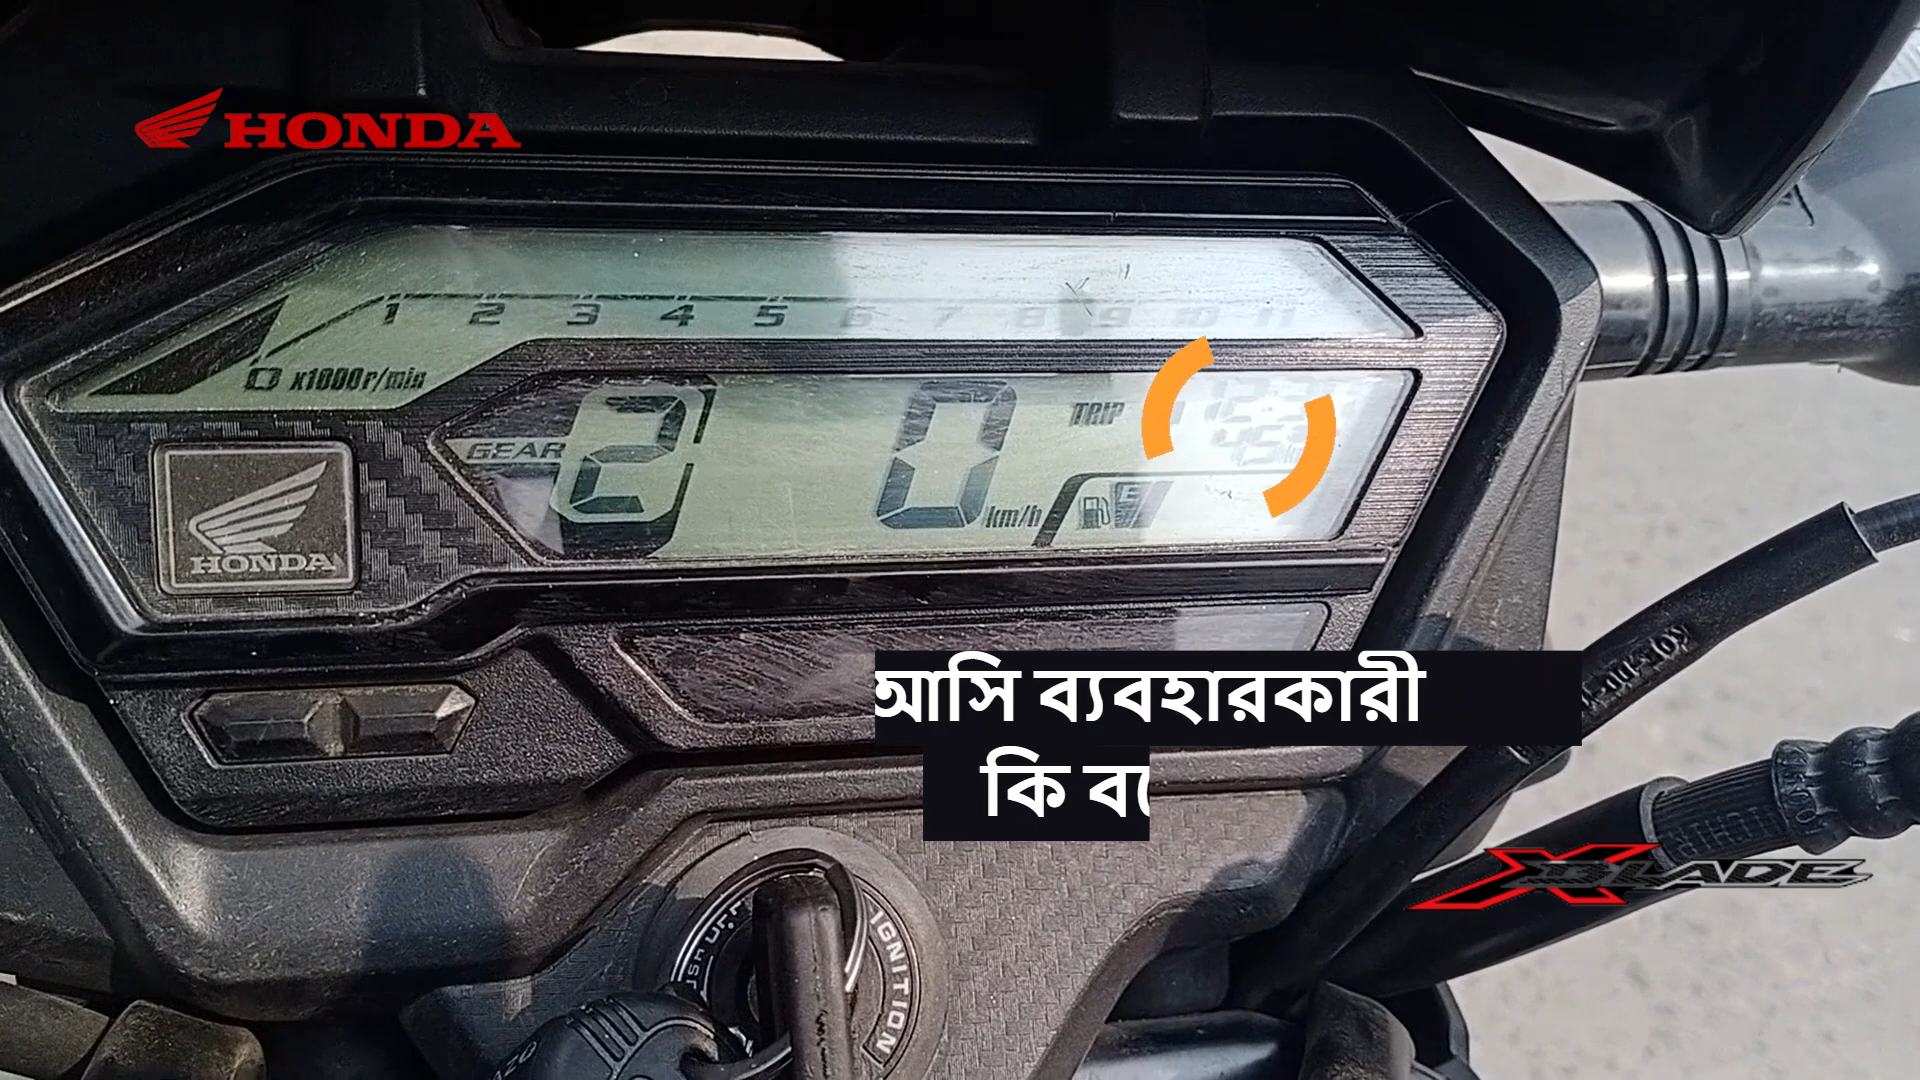 HONDA
1 2 3 4 5 6 7 8 9 10 11
x1000r/min
GEAR 2 0 km/h
TRIP
E
HONDA
আসি ব্যবহারকারী
কি
XBLADE
IGNITION